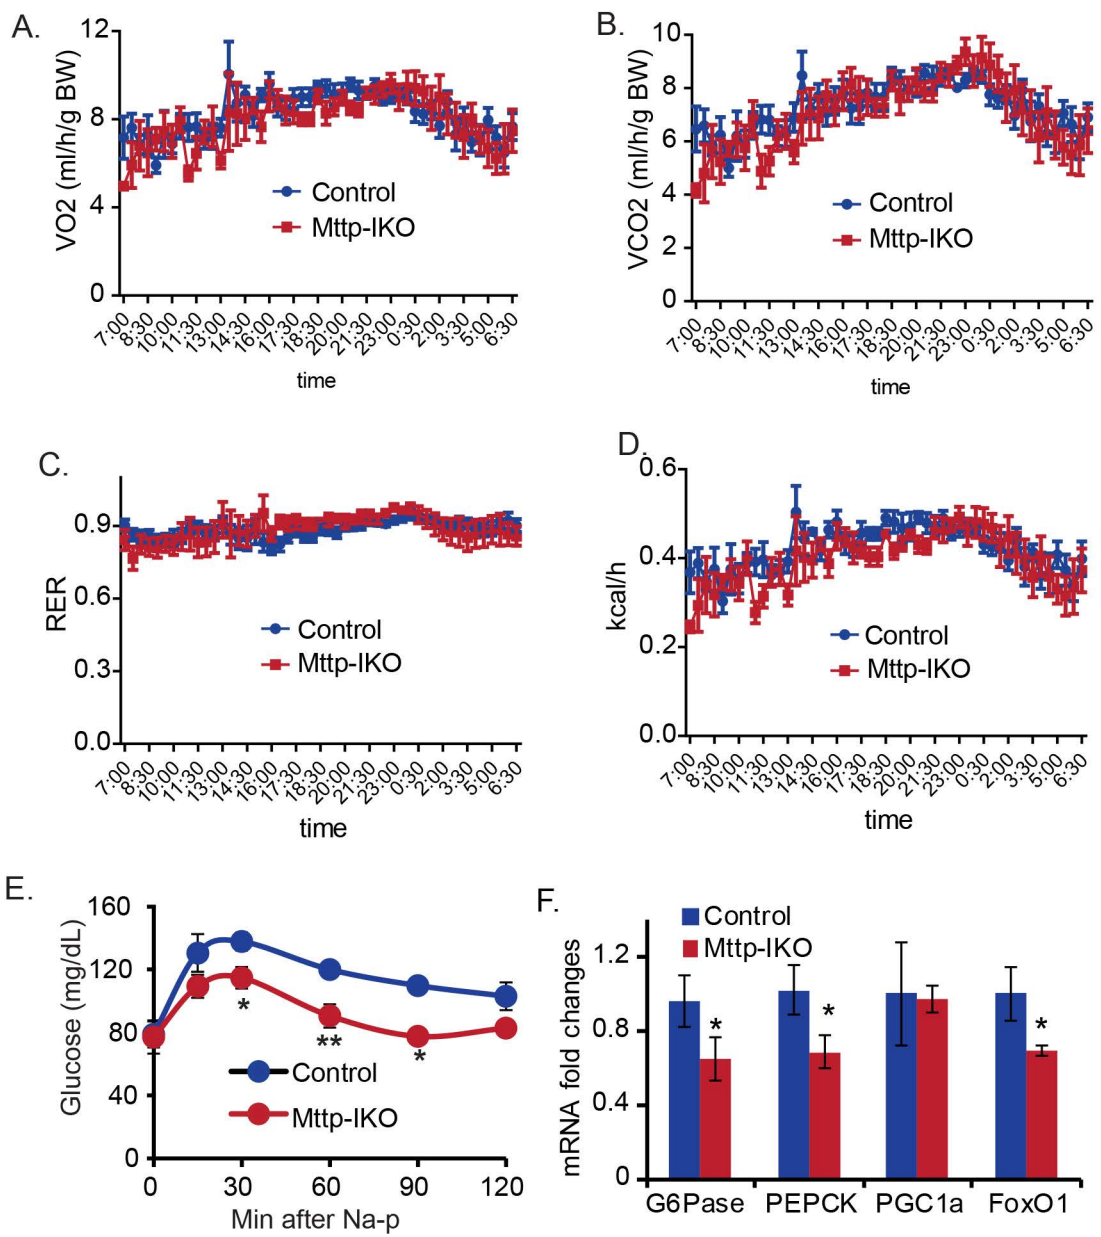 A.
VO2 (ml/h/g BW)
12
8
4
0
Control
Mttp-IKO
7:00 8:30 10:00 11:30 13:00 14:30 16:00 17:30 18:30 20:00 21:30 23:00 0:30 2:00 3:30 5:00 6:30
time
B.
VCO2 (ml/h/g BW)
10
8
6
4
2
0
Control
Mttp-IKO
7:00 8:30 10:00 11:30 13:00 14:30 16:00 17:30 18:30 20:00 21:30 23:00 0:30 2:00 3:30 5:00 6:30
time
C.
RER
0.9
0.6
0.3
0.0
Control
Mttp-IKO
7:00 8:30 10:00 11:30 13:00 14:30 16:00 17:30 18:30 20:00 21:30 23:00 0:30 2:00 3:30 5:00 6:30
time
D.
kcal/h
0.6
0.4
0.2
0.0
Control
Mttp-IKO
7:00 8:30 10:00 11:30 13:00 14:30 16:00 17:30 18:30 20:00 21:30 23:00 0:30 2:00 3:30 5:00 6:30
time
E.
Glucose (mg/dL)
160
120
80
40
0
* ** *
Control
Mttp-IKO
0 30 60 90 120
Min after Na-p
F.
mRNA fold changes
Control
Mttp-IKO
1.2
0.8
0.4
0
* * *
G6Pase PEPCK PGC1a FoxO1